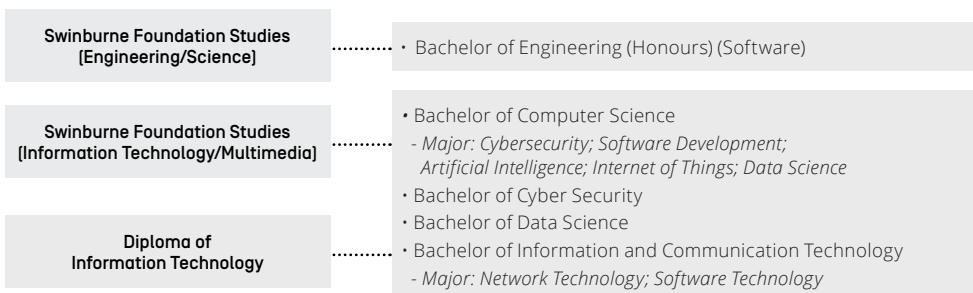 Swinburne Foundation Studies
(Engineering/Science)
• Bachelor of Engineering (Honours) (Software)
Swinburne Foundation Studies
(Information Technology/Multimedia)
• Bachelor of Computer Science
- Major: Cybersecurity; Software Development;
Artificial Intelligence; Internet of Things; Data Science
• Bachelor of Cyber Security
• Bachelor of Data Science
Diploma of
Information Technology
• Bachelor of Information and Communication Technology
- Major: Network Technology; Software Technology